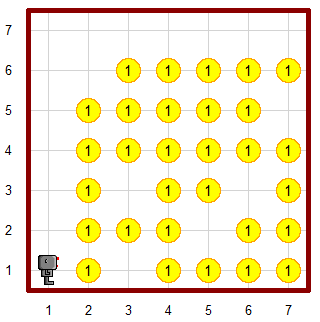 7
6 1 1 1 1 1
5 1 1 1 1 1
4 1 1 1 1 1 1
3 1 1 1 1
2 1 1 1 1 1
1 1 1 1 1 1
1 2 3 4 5 6 7